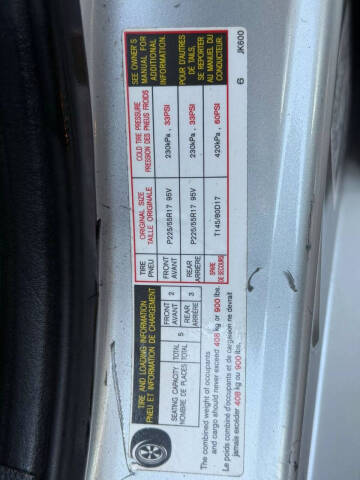 TIRE AND LOADING INFORMATION
PNEU ET INFORMATION DE CHARGEMENT
SEATING CAPACITY TOTAL 5 FRONT 2 REAR 3
NOMBRE DE PLACES TOTAL AVANT ARRIÈRE
The combined weight of occupants
and cargo should never exceed 408 kg or 900 lbs.
Le poids combiné d'occupants et de cargaison ne devrait
jamais excéder 408 kg ou 900 lbs.
TIRE ORIGINAL SIZE COLD TIRE PRESSURE
PNEU TAILLE ORIGINALE PRESSION DES PNEUS FROIDS
FRONT P225/55R17 95V 230kPa , 33PSI
AVANT
REAR P225/55R17 95V 230kPa , 33PSI
ARRIÈRE
SPARE T145/80D17 420kPa , 60PSI
DE SECOURS
SEE OWNER'S
MANUAL FOR
ADDITIONAL
INFORMATION
POUR D'AUTRES
DE TAILS,
SE REPORTER
AU MANUEL DU
CONDUCTEUR.
6 JK600